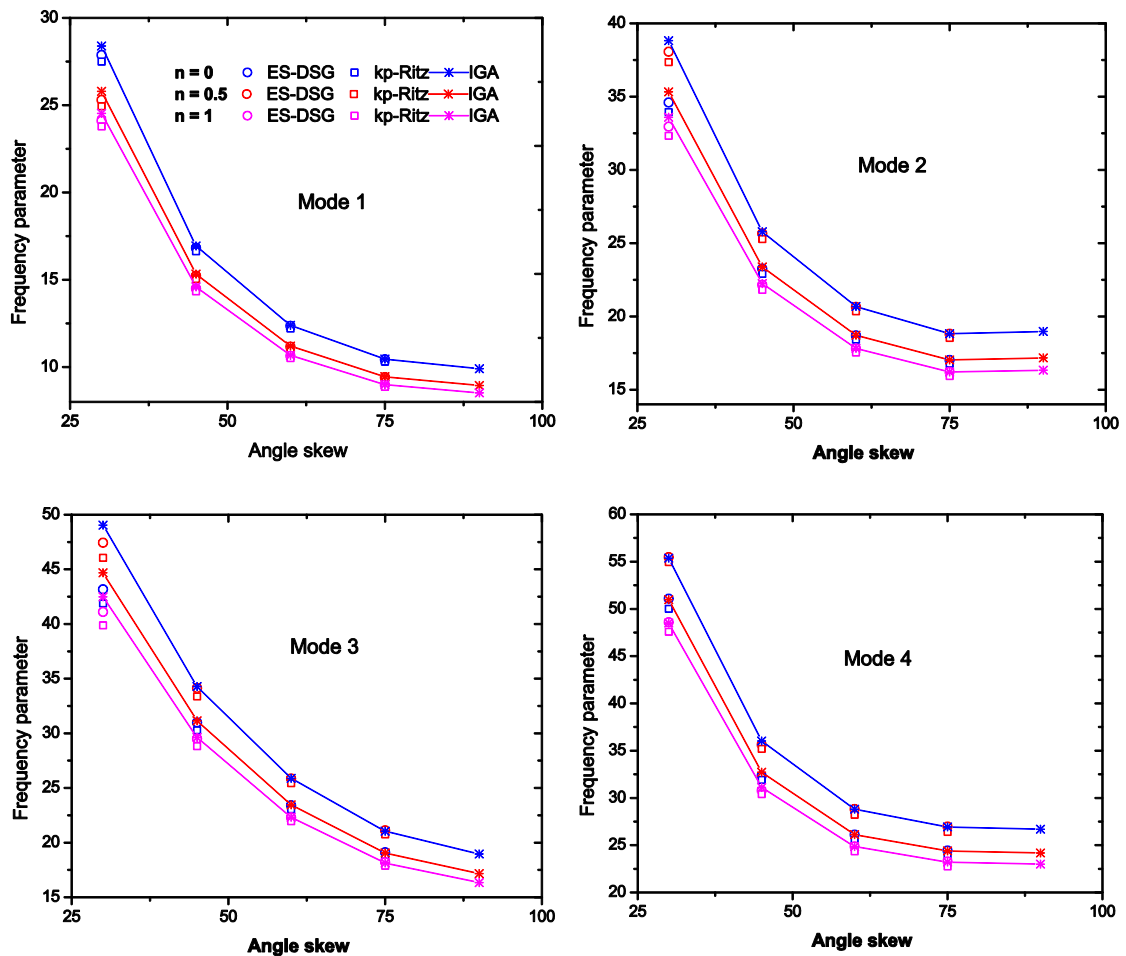 30
25
20
15
10
25
50
75
100
Frequency parameter
Angle skew
n = 0 ES-DSG kp-Ritz IGA
n = 0.5 ES-DSG kp-Ritz IGA
n = 1 ES-DSG kp-Ritz IGA
Mode 1
40
35
30
25
20
15
25
50
75
100
Frequency parameter
Angle skew
Mode 2
50
45
40
35
30
25
20
15
25
50
75
100
Frequency parameter
Angle skew
Mode 3
60
55
50
45
40
35
30
25
20
25
50
75
100
Frequency parameter
Angle skew
Mode 4